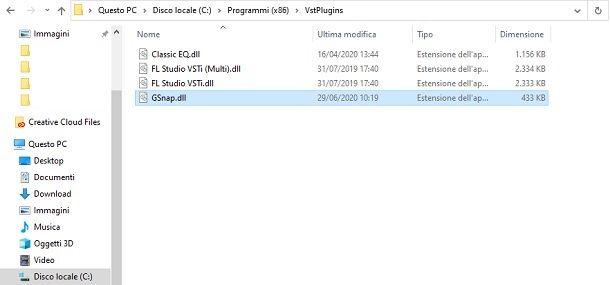 Questo PC > Disco locale (C:) > Programmi (x86) > VstPlugins
Nome Ultima modifica Tipo Dimensione
Classic EQ.dll 16/04/2020 13:44 Estensione dell'ap... 1.156 KB
FL Studio VSTi (Multi).dll 31/07/2019 17:40 Estensione dell'ap... 2.334 KB
FL Studio VSTi.dll 31/07/2019 17:40 Estensione dell'ap... 2.333 KB
GSnap.dll 29/06/2020 10:19 Estensione dell'ap... 433 KB
Immagini
Creative Cloud Files
Questo PC
Desktop
Documenti
Download
Immagini
Musica
Oggetti 3D
Video
Disco locale (C:)